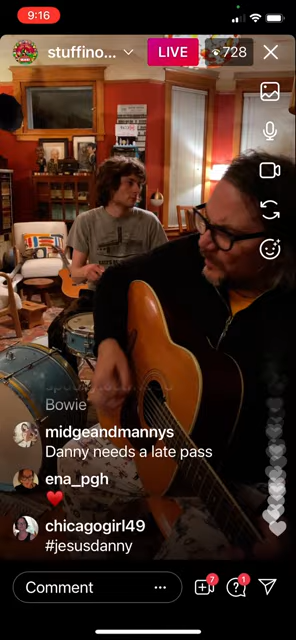 9:16
stuffino...
LIVE
728
Bowie
midgeandmannys
Danny needs a late pass
ena_pgh
❤️
chicagogirl49
#jesusdanny
Comment
...
7
1